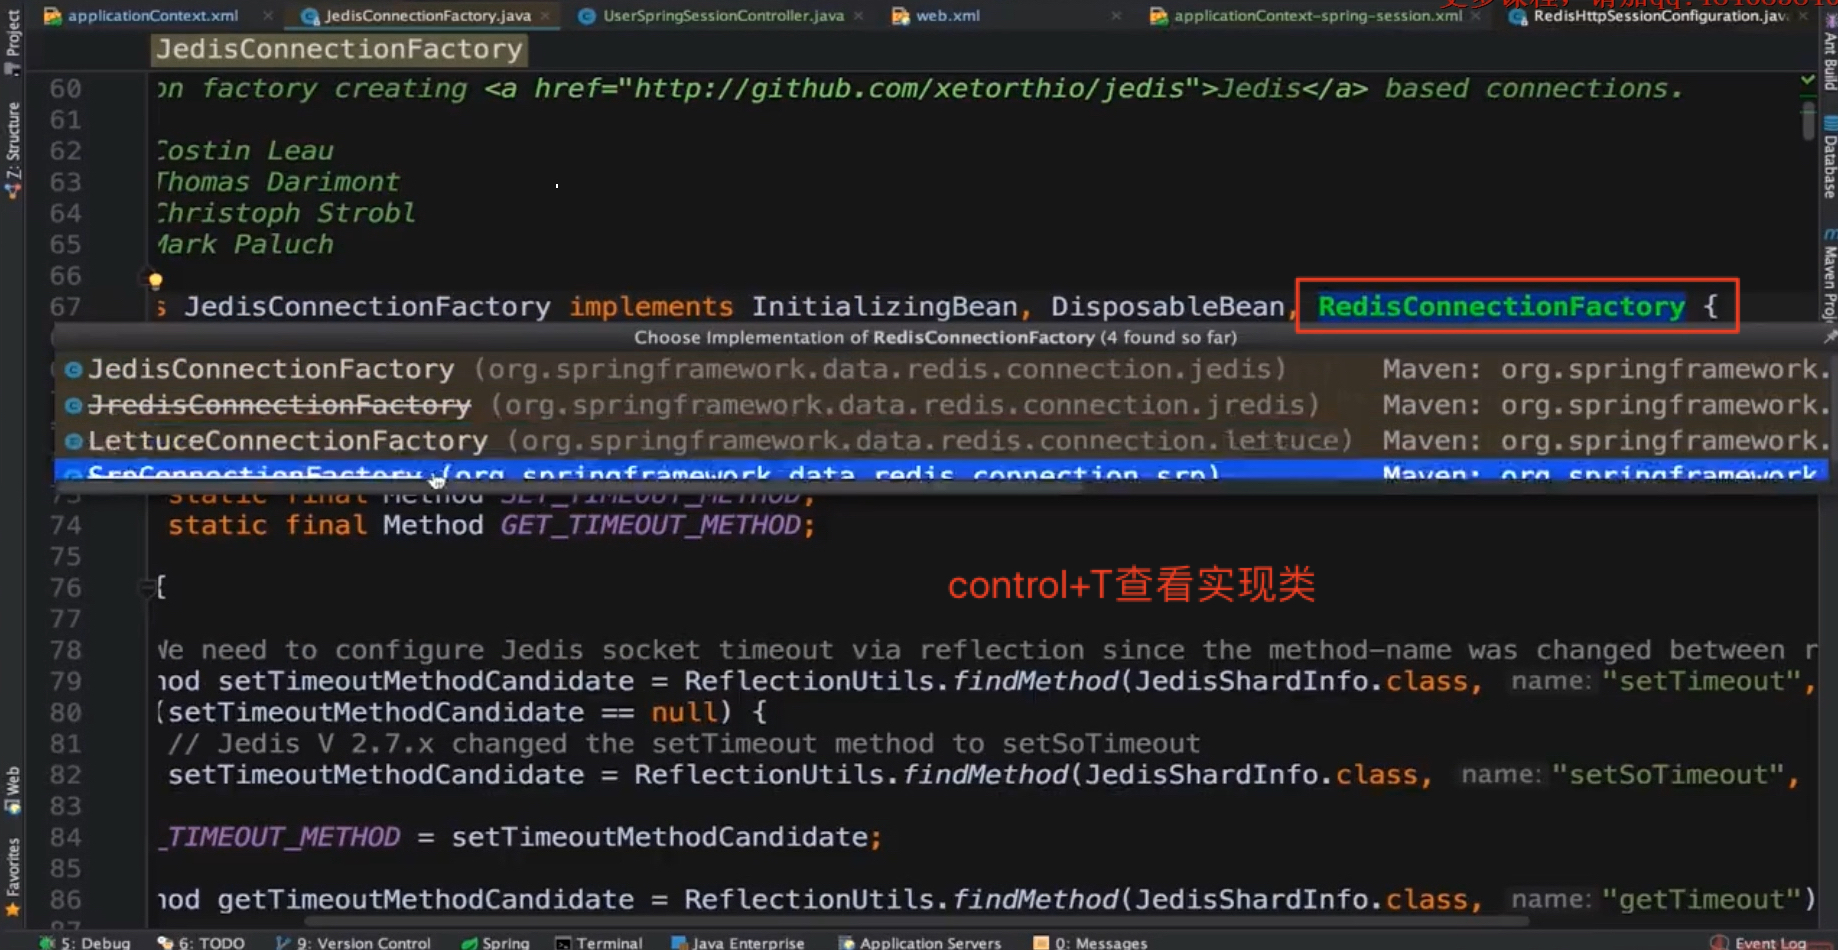 applicationContext.xml JedisConnectionFactory.java UserSpringSessionController.java web.xml applicationContext-spring-session.xml RedisHttpSessionConfiguration.jav
JedisConnectionFactory
60 on factory creating <a href="http://github.com/xetorthio/jedis">Jedis</a> based connections.
61
62 Costin Leau
63 Thomas Darimont
64 Christoph Strobl
65 Mark Paluch
66
67 s JedisConnectionFactory implements InitializingBean, DisposableBean, RedisConnectionFactory {
Choose Implementation of RedisConnectionFactory (4 found so far)
JedisConnectionFactory (org.springframework.data.redis.connection.jedis) Maven: org.springframework.
JredisConnectionFactory (org.springframework.data.redis.connection.jredis) Maven: org.springframework.
LettuceConnectionFactory (org.springframework.data.redis.connection.lettuce) Maven: org.springframework.
SrpConnectionFactory (org.springframework.data.redis.connection.srp) Maven: org.springframework
73 static final Method SET_TIMEOUT_METHOD;
74 static final Method GET_TIMEOUT_METHOD;
75
76 {
control+T查看实现类
77
78 We need to configure Jedis socket timeout via reflection since the method-name was changed between r
79 hod setTimeoutMethodCandidate = ReflectionUtils.findMethod(JedisShardInfo.class, name: "setTimeout",
80 (setTimeoutMethodCandidate == null) {
81 // Jedis V 2.7.x changed the setTimeout method to setSoTimeout
82 setTimeoutMethodCandidate = ReflectionUtils.findMethod(JedisShardInfo.class, name: "setSoTimeout",
83
84 _TIMEOUT_METHOD = setTimeoutMethodCandidate;
85
86 hod getTimeoutMethodCandidate = ReflectionUtils.findMethod(JedisShardInfo.class, name: "getTimeout")
87
5: Debug 6: TODO 9: Version Control Spring Terminal Java Enterprise Application Servers 0: Messages Event Log
Project
Z: Structure
Web
Favorites
Ant Build
Database
Maven Proj